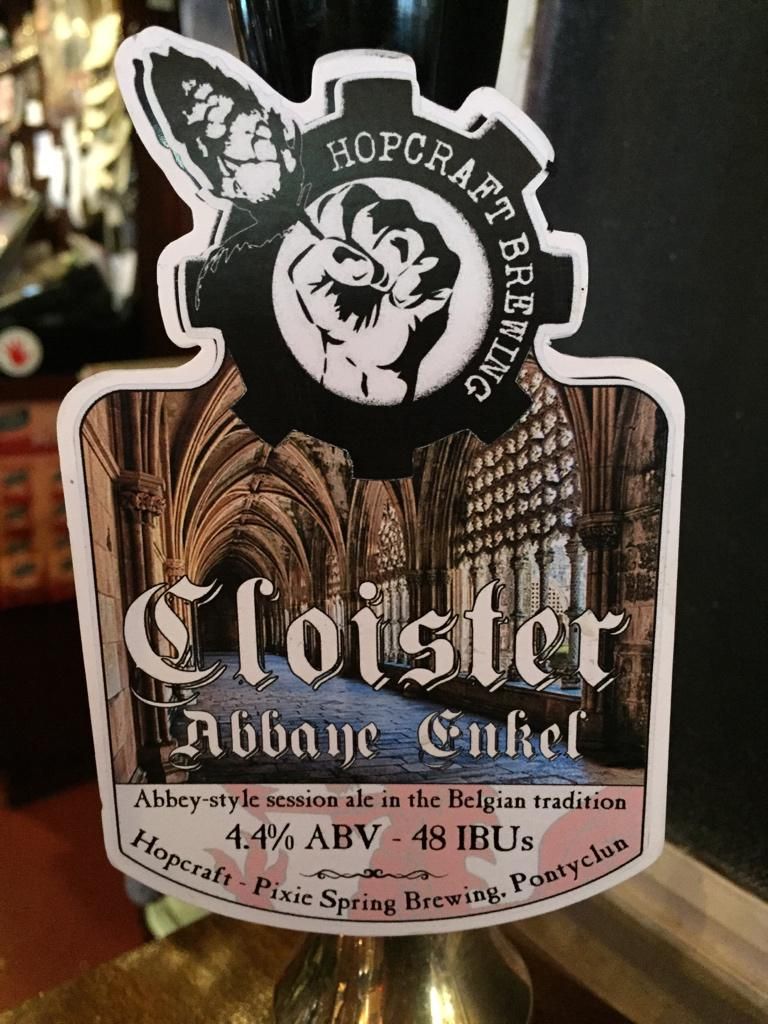 HOPCRAFT BREWING
Cloister
Abbaye Enkel
Abbey-style session ale in the Belgian tradition
4.4% ABV - 48 IBUs
Hopcraft - Pixie Spring Brewing, Pontyclun